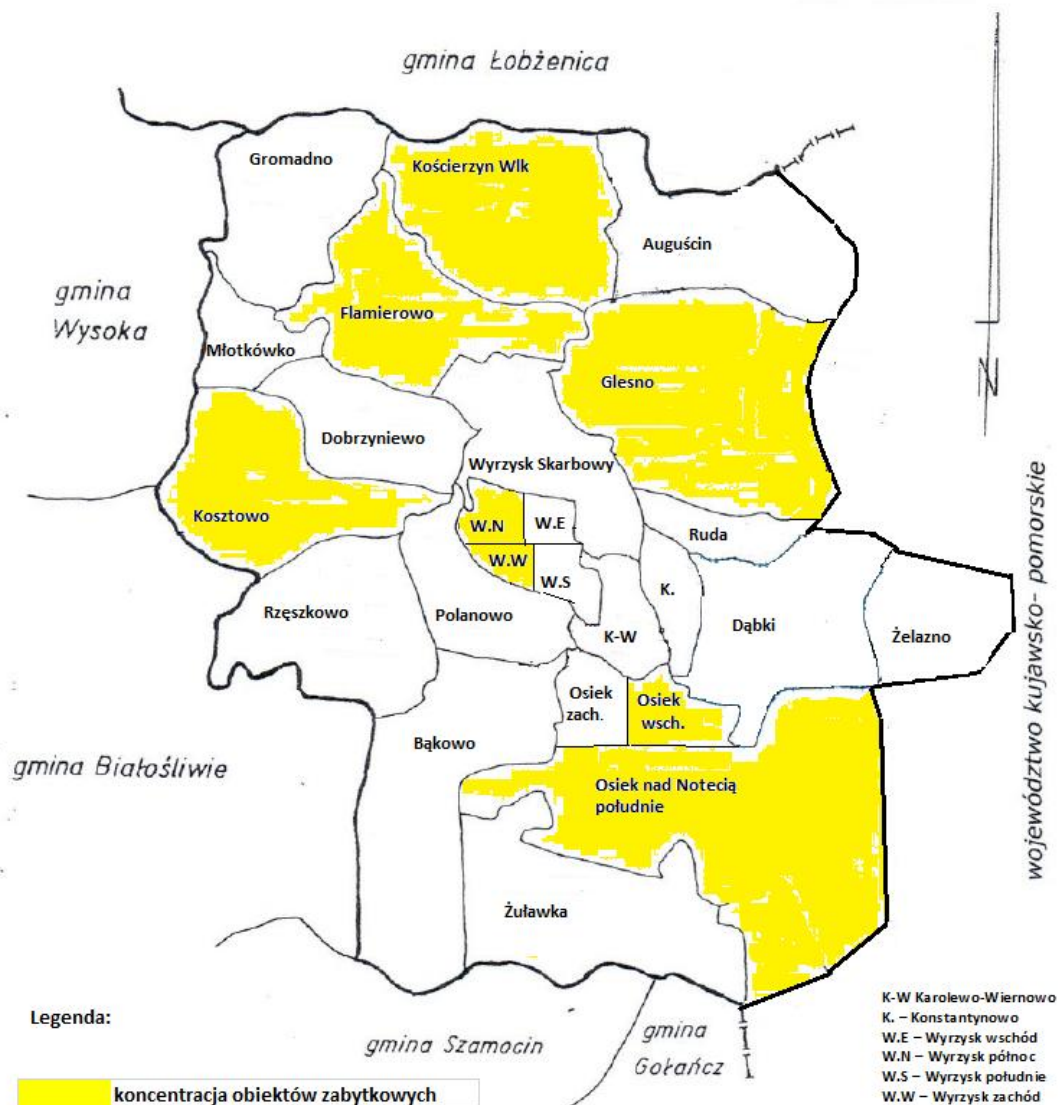 gmina Łobżenica
Gromadno
Kościerzyn Wlk
Auguścin
gmina
Wysoka
Flamierowo
Młotkówko
Glesno
N
Dobrzyniewo
Wyrzysk Skarbowy
Kosztowo
W.N
W.E
Ruda
W.W
W.S
K.
Rzęszkowo
Polanowo
K-W
Dąbki
Żelazno
województwo kujawsko- pomorskie
Osiek
zach.
Osiek
wsch.
Bąkowo
gmina Białośliwie
Osiek nad Notecią
południe
Żuławka
Legenda:
koncentracja obiektów zabytkowych
gmina Szamocin
gmina
Gołańcz
K-W Karolewo-Wiernowo
K. – Konstantynowo
W.E – Wyrzysk wschód
W.N – Wyrzysk północ
W.S – Wyrzysk południe
W.W – Wyrzysk zachód